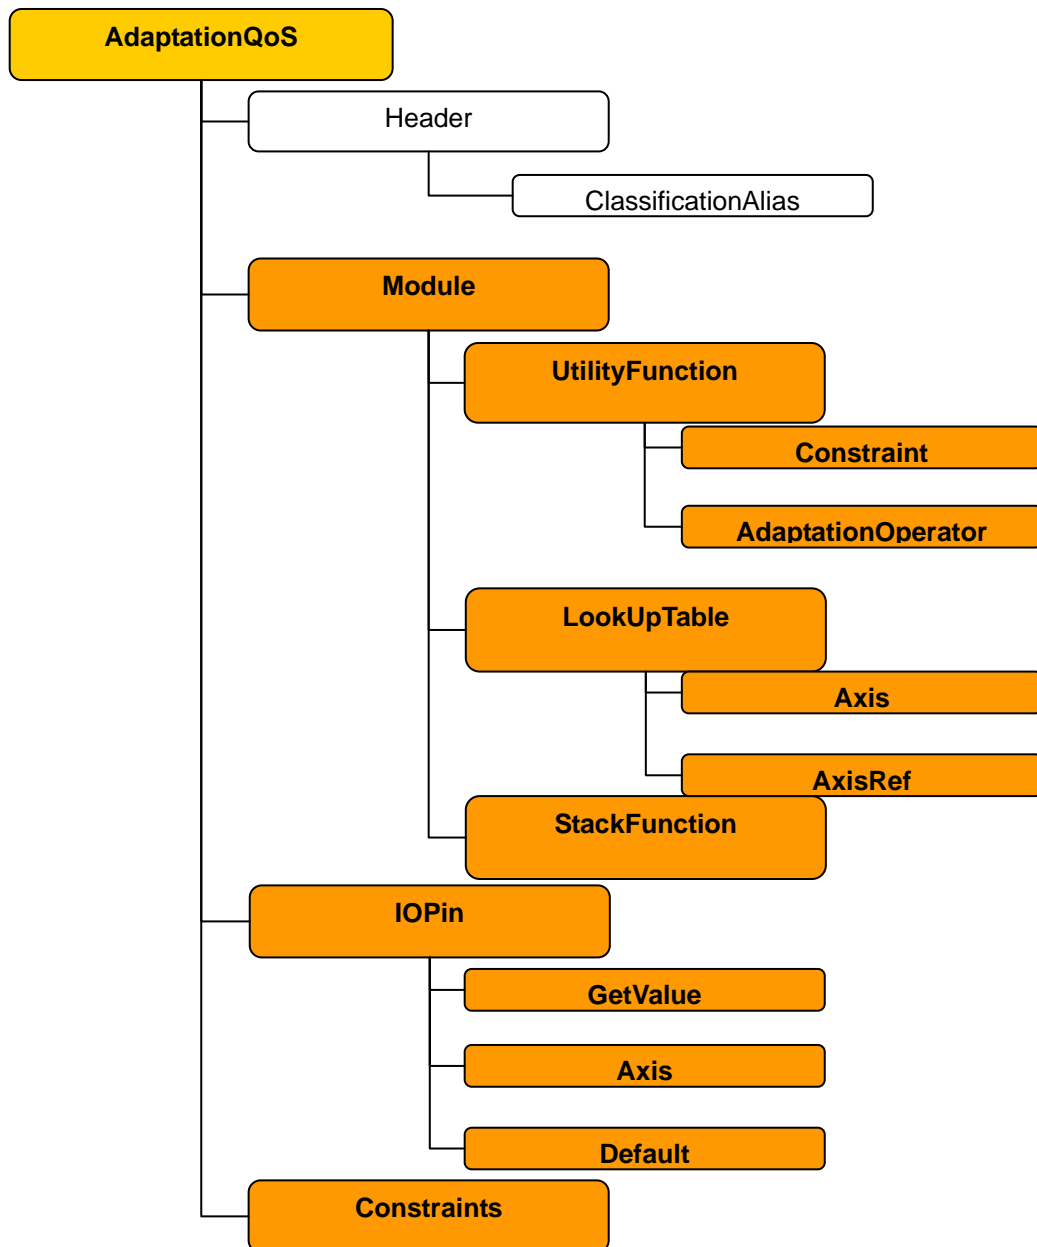 AdaptationQoS
Header
ClassificationAlias
Module
UtilityFunction
Constraint
AdaptationOperator
LookUpTable
Axis
AxisRef
StackFunction
IOPin
GetValue
Axis
Default
Constraints